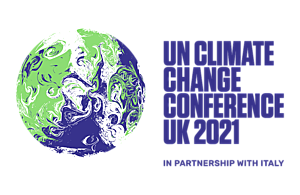 UN CLIMATE
CHANGE
CONFERENCE
UK 2021
IN PARTNERSHIP WITH ITALY